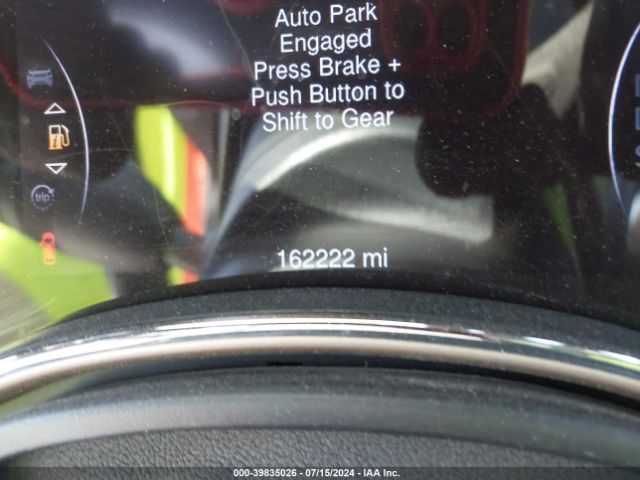 Auto Park
Engaged
Press Brake +
Push Button to
Shift to Gear
trip
162222 mi
000-39835026 - 07/15/2024 - IAA Inc.